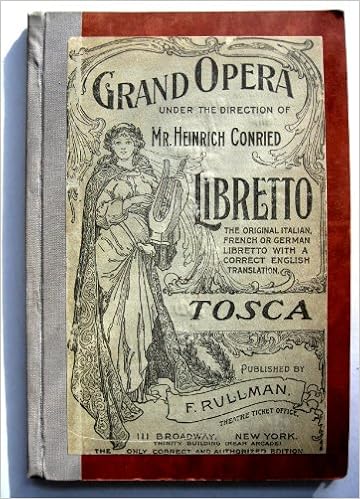 GRAND OPERA
UNDER THE DIRECTION OF
MR. HEINRICH CONRIED
LIBRETTO
THE ORIGINAL ITALIAN,
FRENCH OR GERMAN
LIBRETTO WITH A
CORRECT ENGLISH
TRANSLATION.
TOSCA
PUBLISHED BY
F. RULLMAN.
THEATRE TICKET OFFICE
111 BROADWAY, NEW YORK.
TRINITY BUILDING (REAR ARCADE)
THE ONLY CORRECT AND AUTHORIZED EDITION